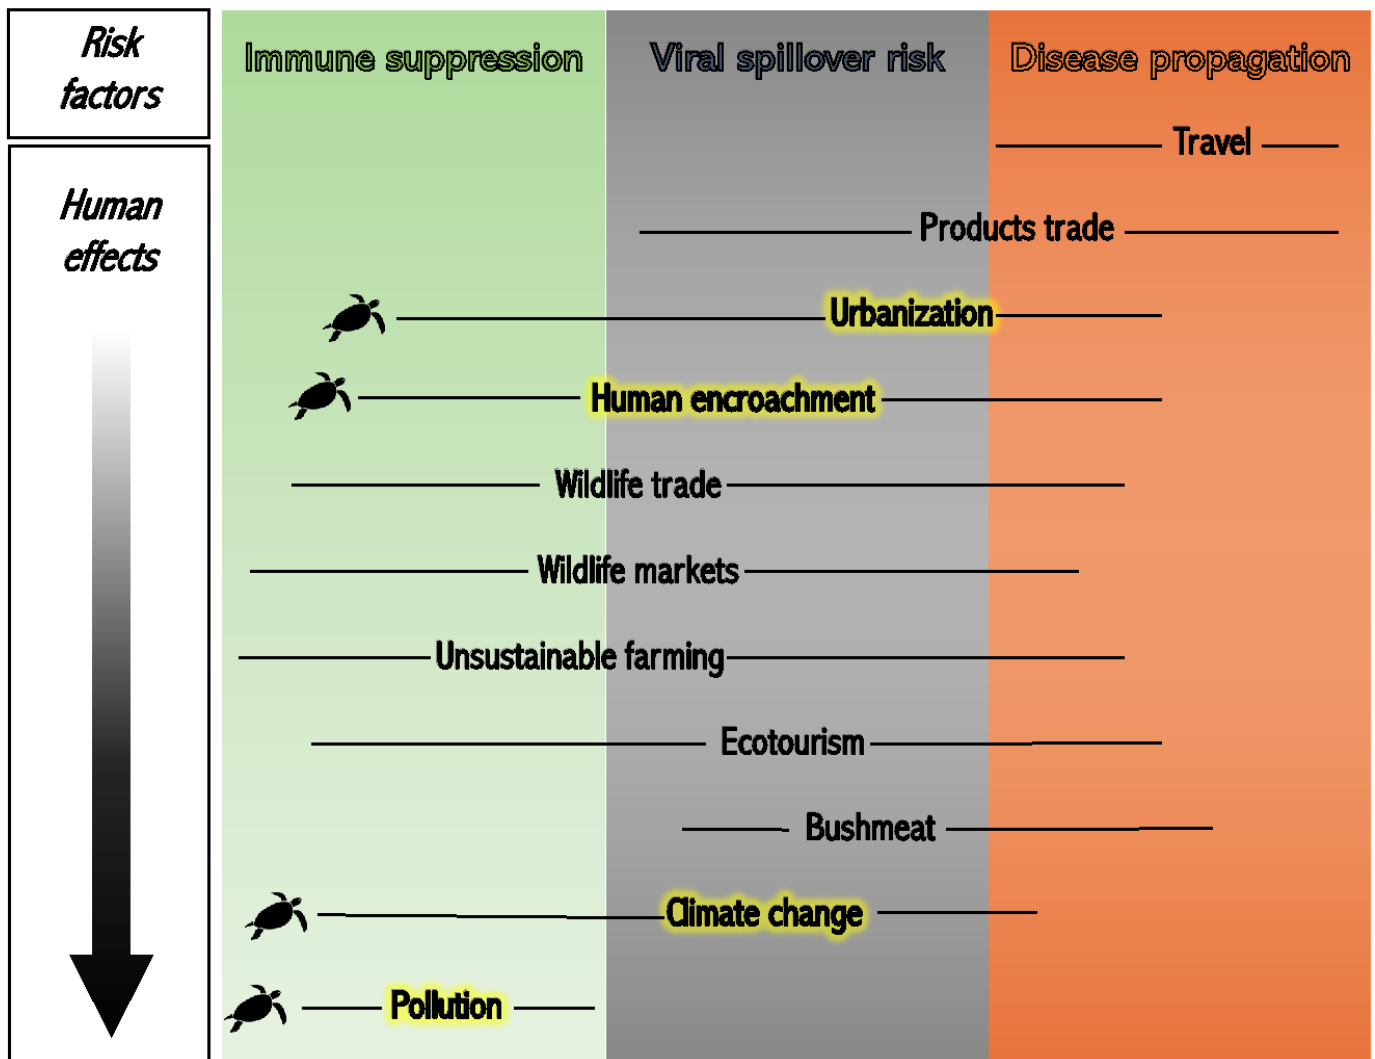 Risk
factors
Immune suppression
Viral spillover risk
Disease propagation
Human
effects
Travel
Products trade
Urbanization
Human encroachment
Wildlife trade
Wildlife markets
Unsustainable farming
Ecotourism
Bushmeat
Climate change
Pollution